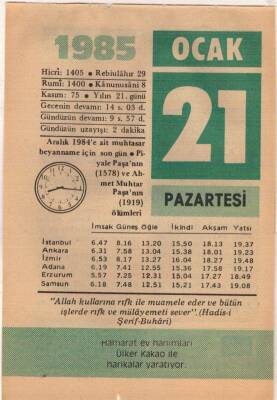 1985
OCAK
21
PAZARTESİ
Hicrî: 1405 • Rebiulâhır 29
Rumî: 1400 • Kânunusâni 8
Kasım: 75 • Yılın 21. günü
Gecenin devamı: 14 s. 03 d.
Gündüzün devamı: 9 s. 57 d.
Gündüzün uzayışı: 2 dakika
Aralık 1984'e ait muhtasar
beyanname için son gün • Pi-
yale Paşa'nın
(1578) ve Ah-
met Muhtar
Paşa'nın
(1919)
ölümleri
İmsak Güneş Öğle İkindi Akşam Yatsı
İstanbul 6.47 8.16 13.20 15.50 18.13 19.37
Ankara 6.31 7.58 13.04 15.38 18.01 19.23
İzmir 6.53 8.17 13.27 16.04 18.27 19.48
Adana 6.19 7.41 12.55 15.36 17.58 19.17
Erzurum 5.57 7.25 12.31 15.04 17.27 18.49
Samsun 6.18 7.48 12.51 15.21 17.43 19.08
"Allah kullarına rıfk ile muamele eder ve bütün
işlerde rıfk ve mülâyemeti sever". (Hadis-i
Şerif-Buhârî)
Hamarat ev hanımları
Ülker Kakao ile
harikalar yaratıyor.